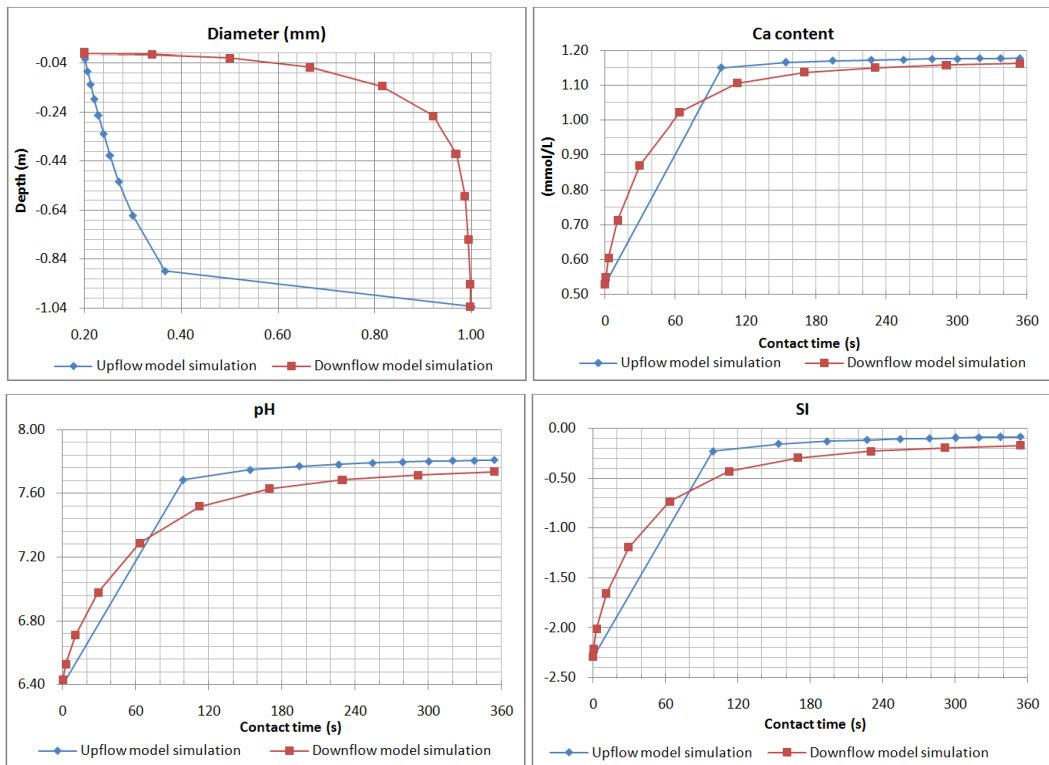 Diameter (mm)
Depth (m)
-0.04
-0.24
-0.44
-0.64
-0.84
-1.04
0.20 0.40 0.60 0.80 1.00
Upflow model simulation Downflow model simulation
Ca content
(mmol/L)
1.20
1.10
1.00
0.90
0.80
0.70
0.60
0.50
0 60 120 180 240 300 360
Contact time (s)
Upflow model simulation Downflow model simulation
pH
8.00
7.60
7.20
6.80
6.40
0 60 120 180 240 300 360
Contact time (s)
Upflow model simulation Downflow model simulation
SI
0.00
-0.50
-1.00
-1.50
-2.00
-2.50
0 60 120 180 240 300 360
Contact time (s)
Upflow model simulation Downflow model simulation